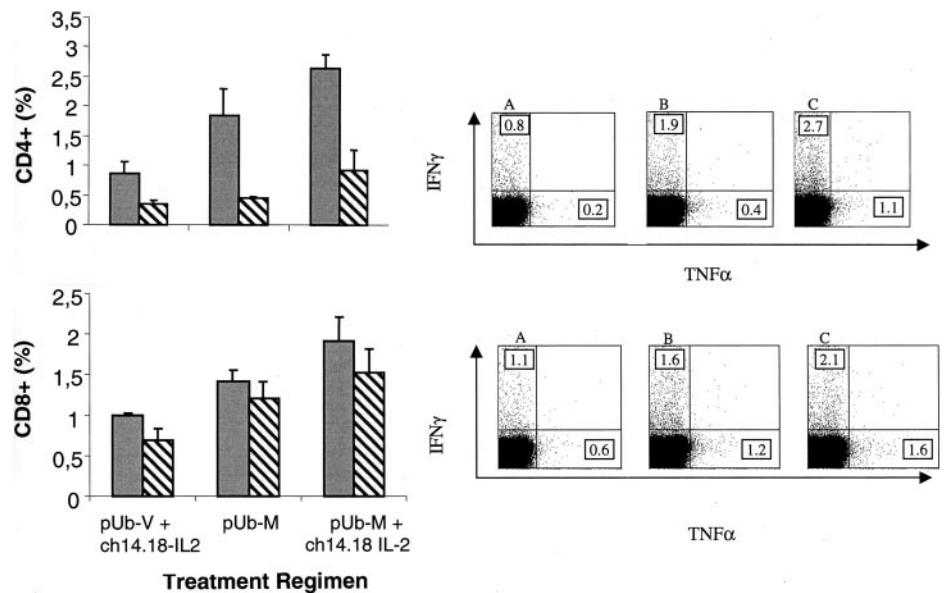 CD4+ (%)
3,5
3
2,5
2
1,5
1
0,5
0
IFNγ
A
0.8
0.2
B
1.9
0.4
C
2.7
1.1
TNFα
CD8+ (%)
2,5
2
1,5
1
0,5
0
pUb-V +
ch14.18-IL2
pUb-M
pUb-M +
ch14.18 IL-2
Treatment Regimen
IFNγ
A
1.1
0.6
B
1.6
1.2
C
2.1
1.6
TNFα